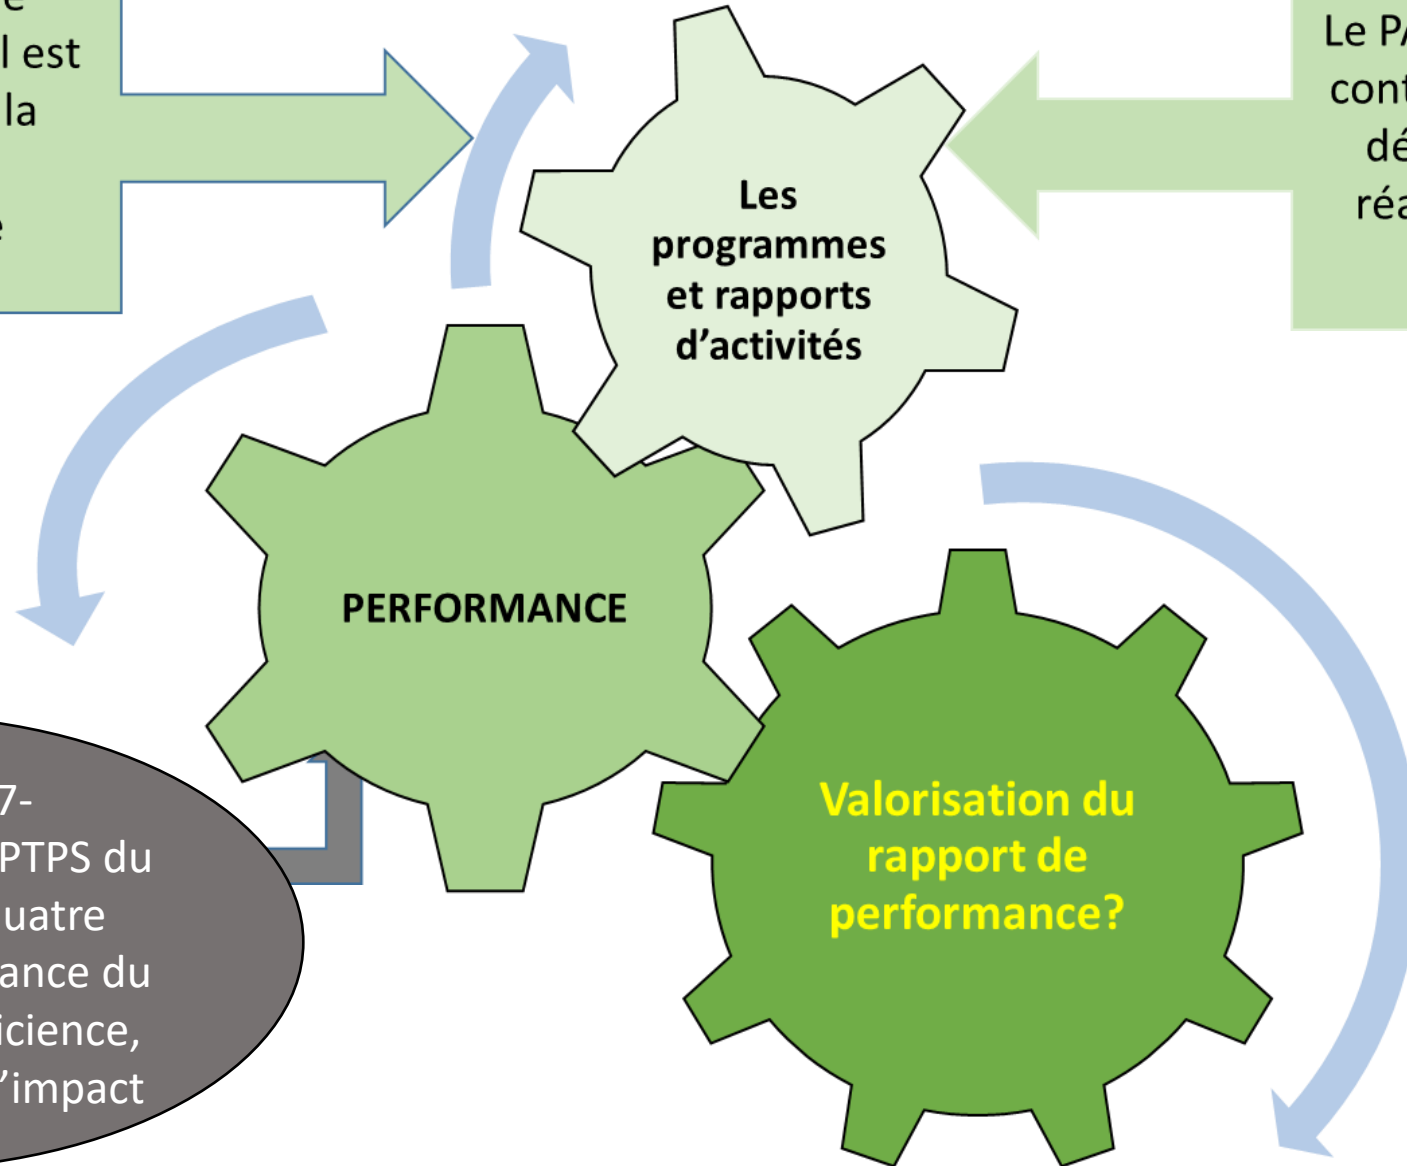 l est
la
Le PA
cont
dé
réa
Les
programmes
et rapports
d’activités
PERFORMANCE
Valorisation du
rapport de
performance?
7-
PTPS du
uatre
ance du
icience,
’impact